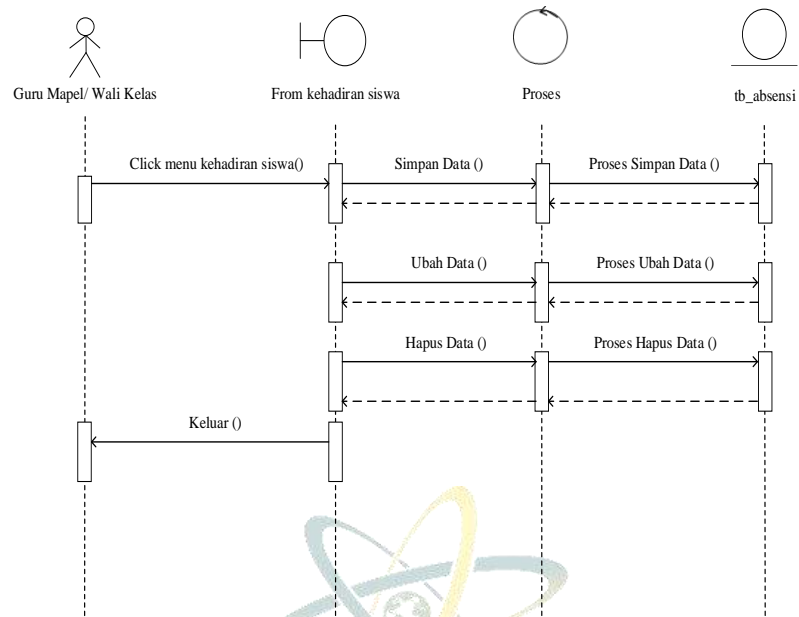 Guru Mapel/ Wali Kelas
From kehadiran siswa
Proses
tb_absensi
Click menu kehadiran siswa()
Simpan Data ()
Proses Simpan Data ()
Ubah Data ()
Proses Ubah Data ()
Hapus Data ()
Proses Hapus Data ()
Keluar ()